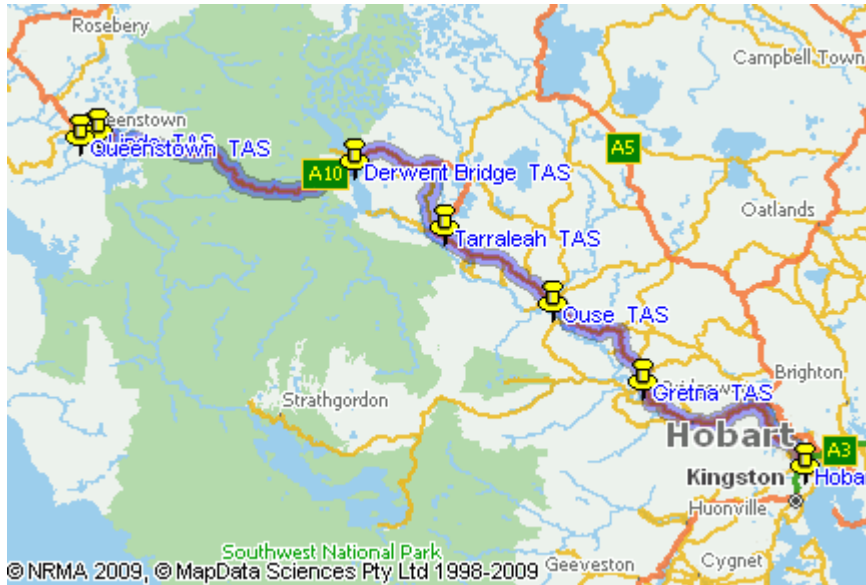 Rosebery
Campbell Town
Queenstown TAS
A10
Derwent Bridge TAS
A5
Oatlands
Tarraleah TAS
Ouse TAS
Brighton
Gretna TAS
Strathgordon
Hobart
A3
Kingston
Hoba
Huonville
Southwest National Park
Geeveston
Cygnet
© NRMA 2009, © MapData Sciences Pty Ltd 1998-2009